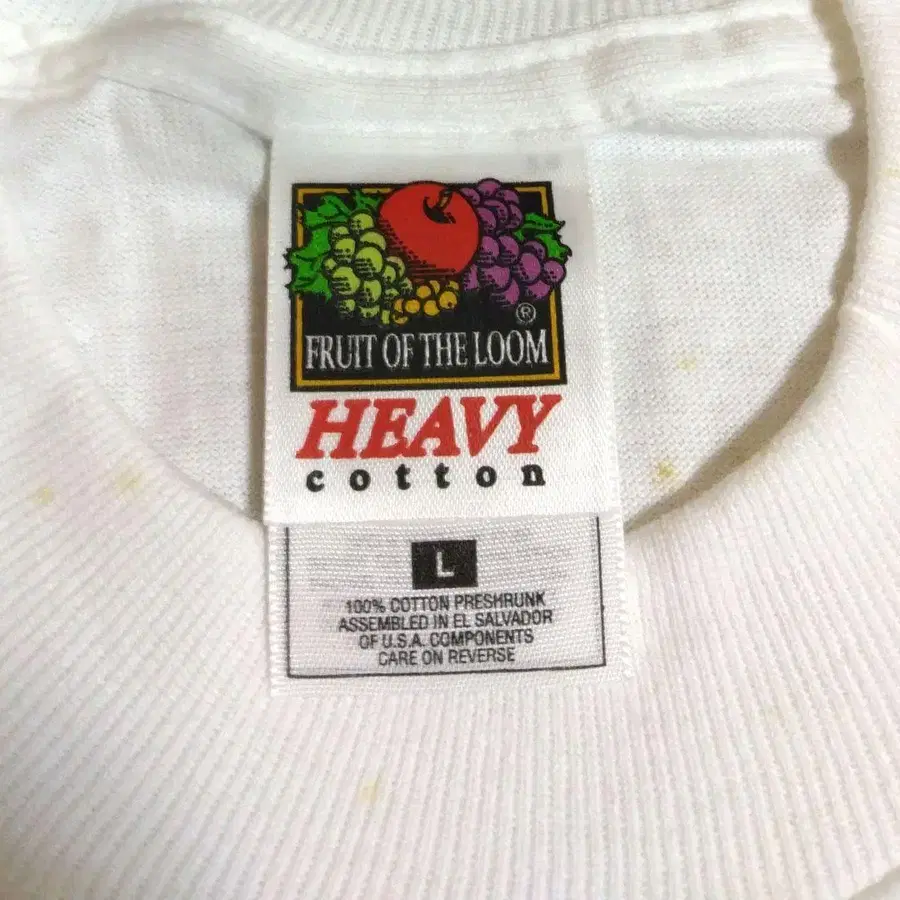 ®
FRUIT OF THE LOOM
HEAVY
cotton
L
100% COTTON PRESHRUNK
ASSEMBLED IN EL SALVADOR
OF U.S.A. COMPONENTS
CARE ON REVERSE